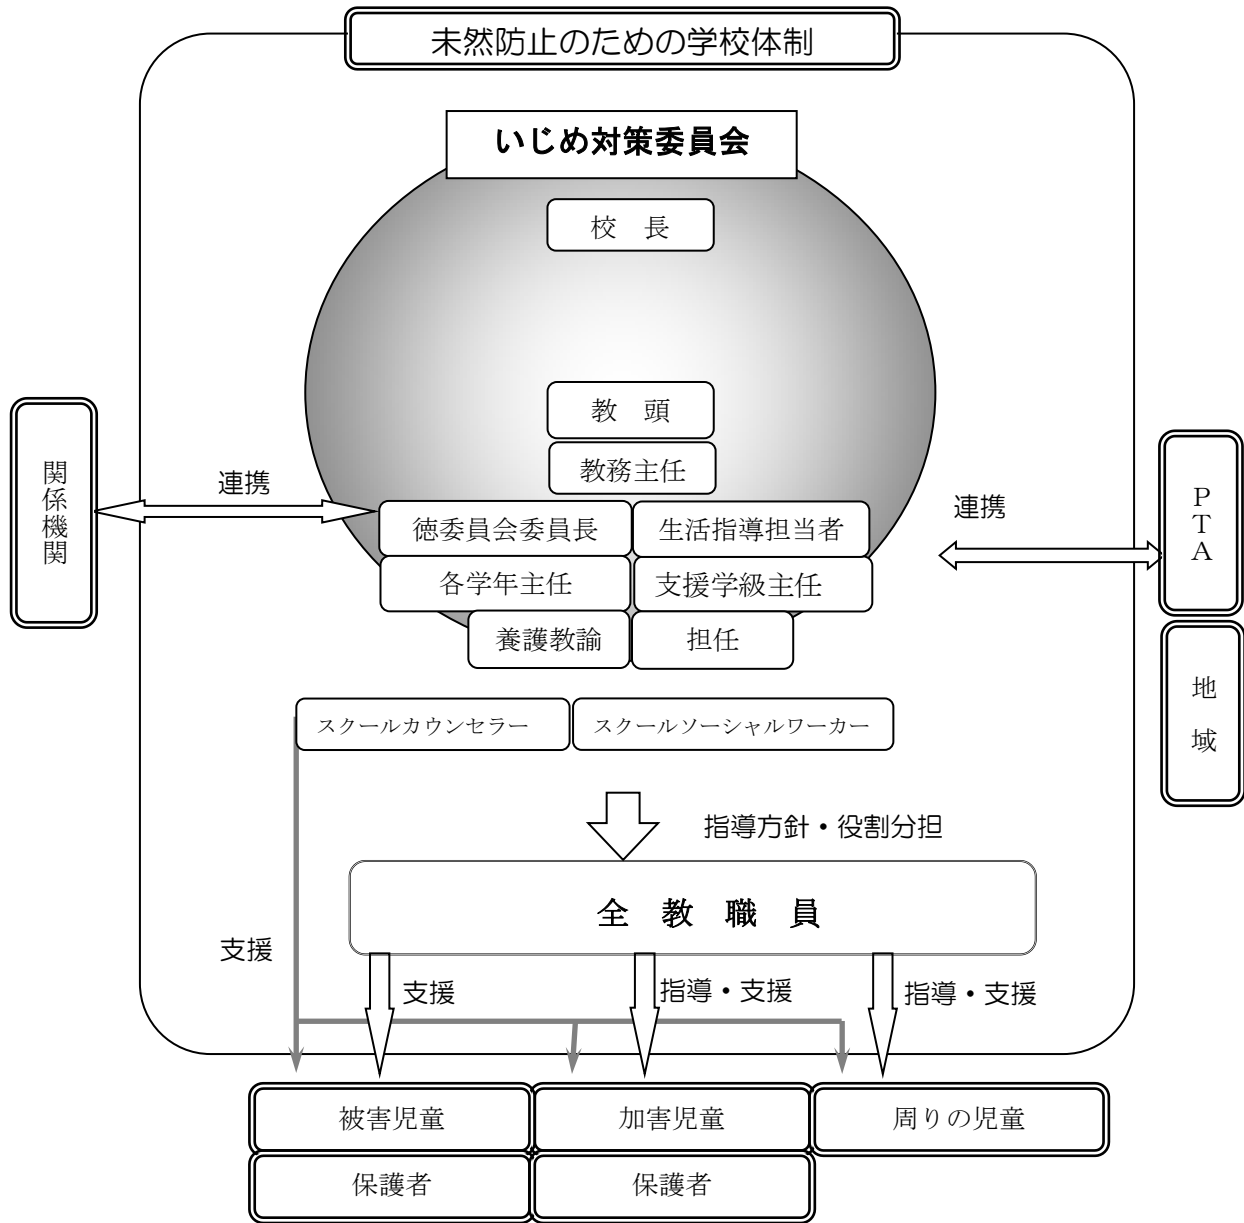 未然防止のための学校体制
いじめ対策委員会
校　長
教　頭
教務主任
徳委員会委員長
生活指導担当者
各学年主任
支援学級主任
養護教諭
担任
関係機関
連携
連携
PTA
地域
スクールカウンセラー
スクールソーシャルワーカー
指導方針・役割分担
全　教　職　員
支援
支援
指導・支援
指導・支援
被害児童
加害児童
周りの児童
保護者
保護者